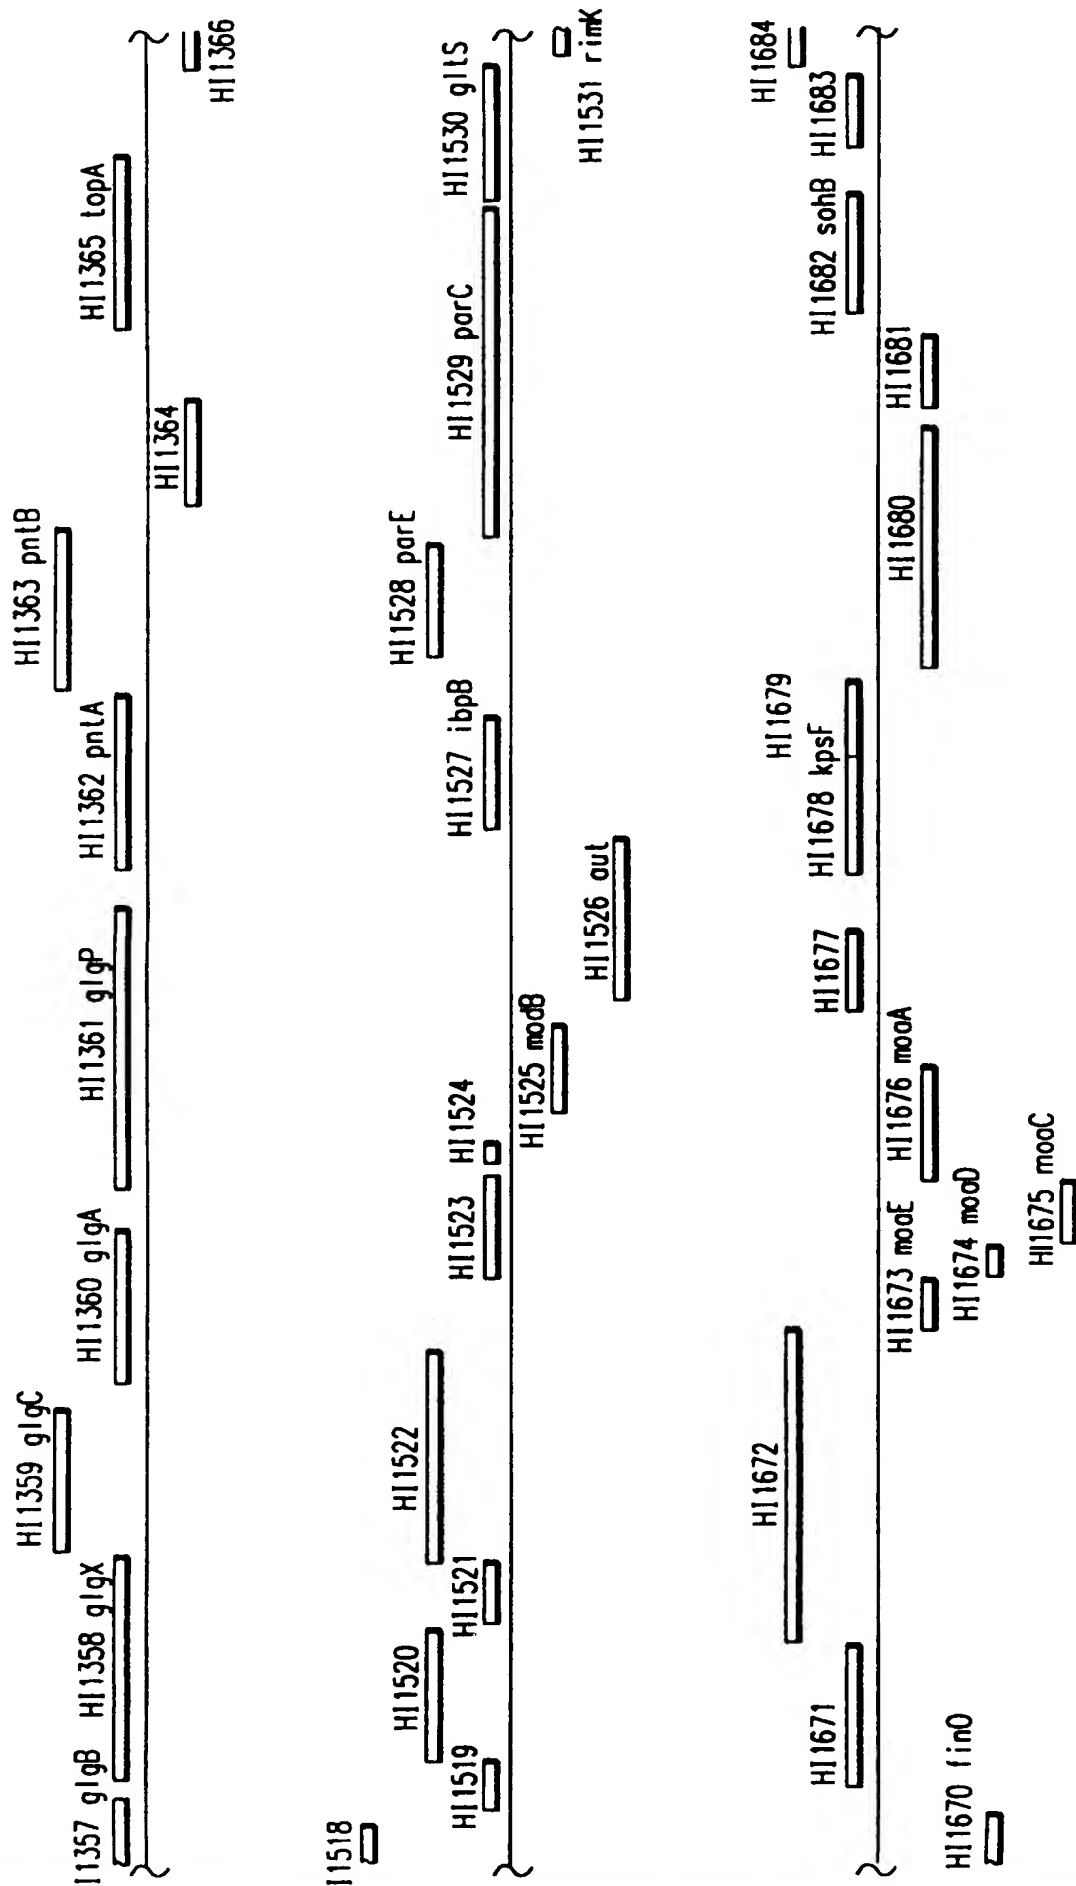 I1357 glgB
HI1358 glgX
HI1359 glgC
HI1360 glgA
HI1361 glgP
HI1362 pntA
HI1363 pntB
HI1364
HI1365 topA
HI1366
I1518
HI1519
HI1520
HI1521
HI1522
HI1523
HI1524
HI1525 modB
HI1526 aut
HI1527 ibpB
HI1528 parE
HI1529 parC
HI1530 gltS
HI1531 rimK
HI1670 finO
HI1671
HI1672
HI1673 moaE
HI1674 moaD
HI1675 moaC
HI1676 moaA
HI1677
HI1678 kpsF
HI1679
HI1680
HI1681
HI1682 sohB
HI1683
HI1684